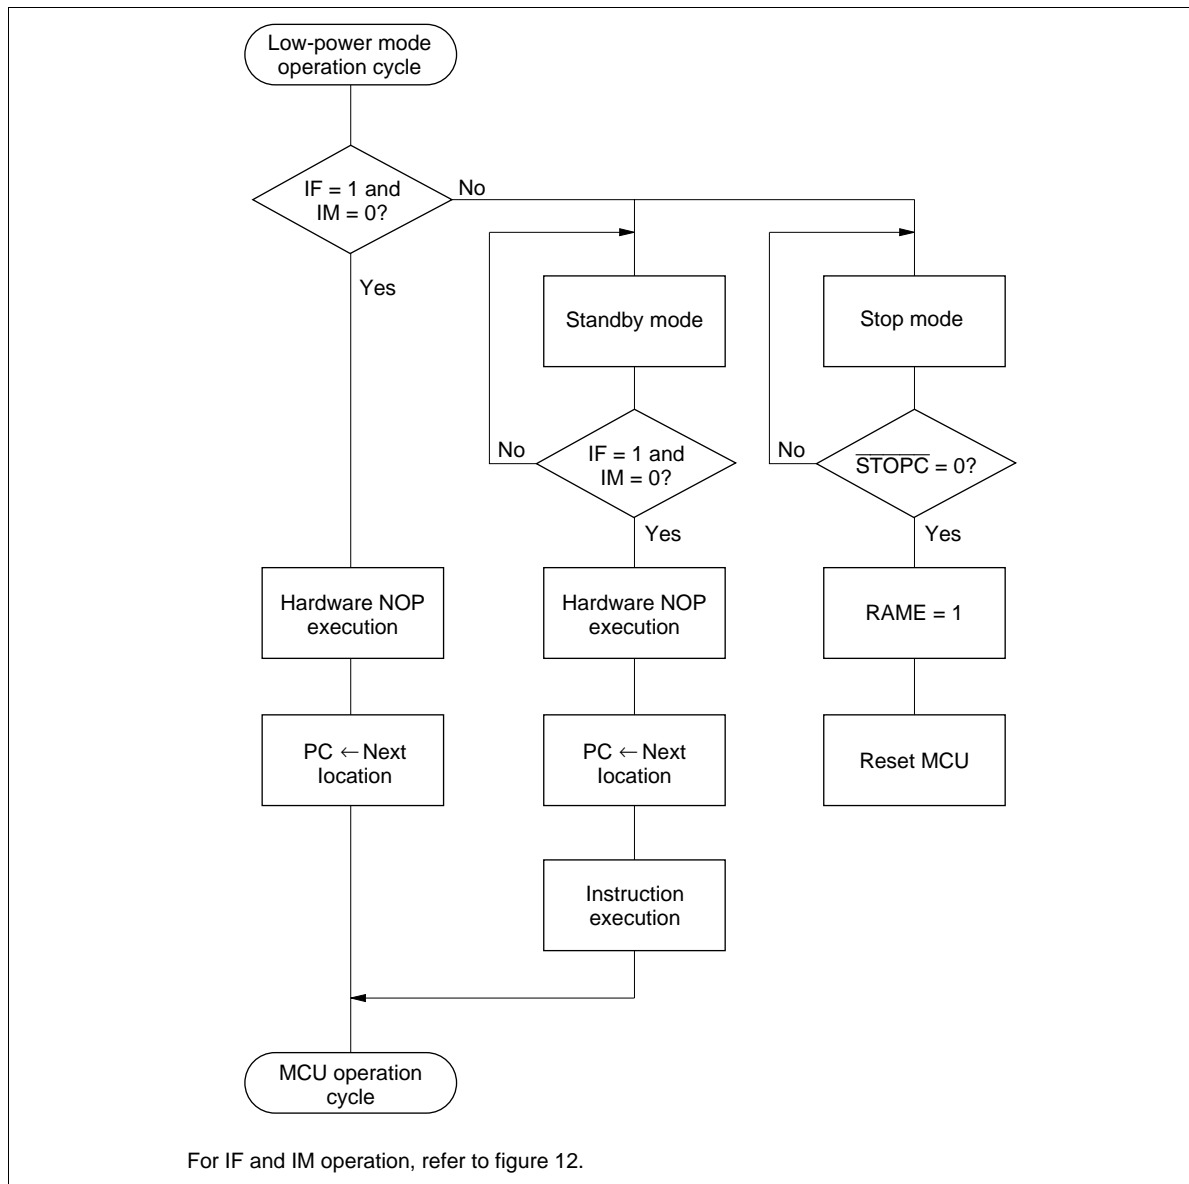 Low-power mode
operation cycle
IF = 1 and
IM = 0?
No
Yes
Standby mode
Stop mode
No
IF = 1 and
IM = 0?
Yes
No
S̅T̅O̅P̅C̅ = 0?
Yes
Hardware NOP
execution
Hardware NOP
execution
RAME = 1
PC ← Next
location
PC ← Next
location
Reset MCU
Instruction
execution
MCU operation
cycle
For IF and IM operation, refer to figure 12.